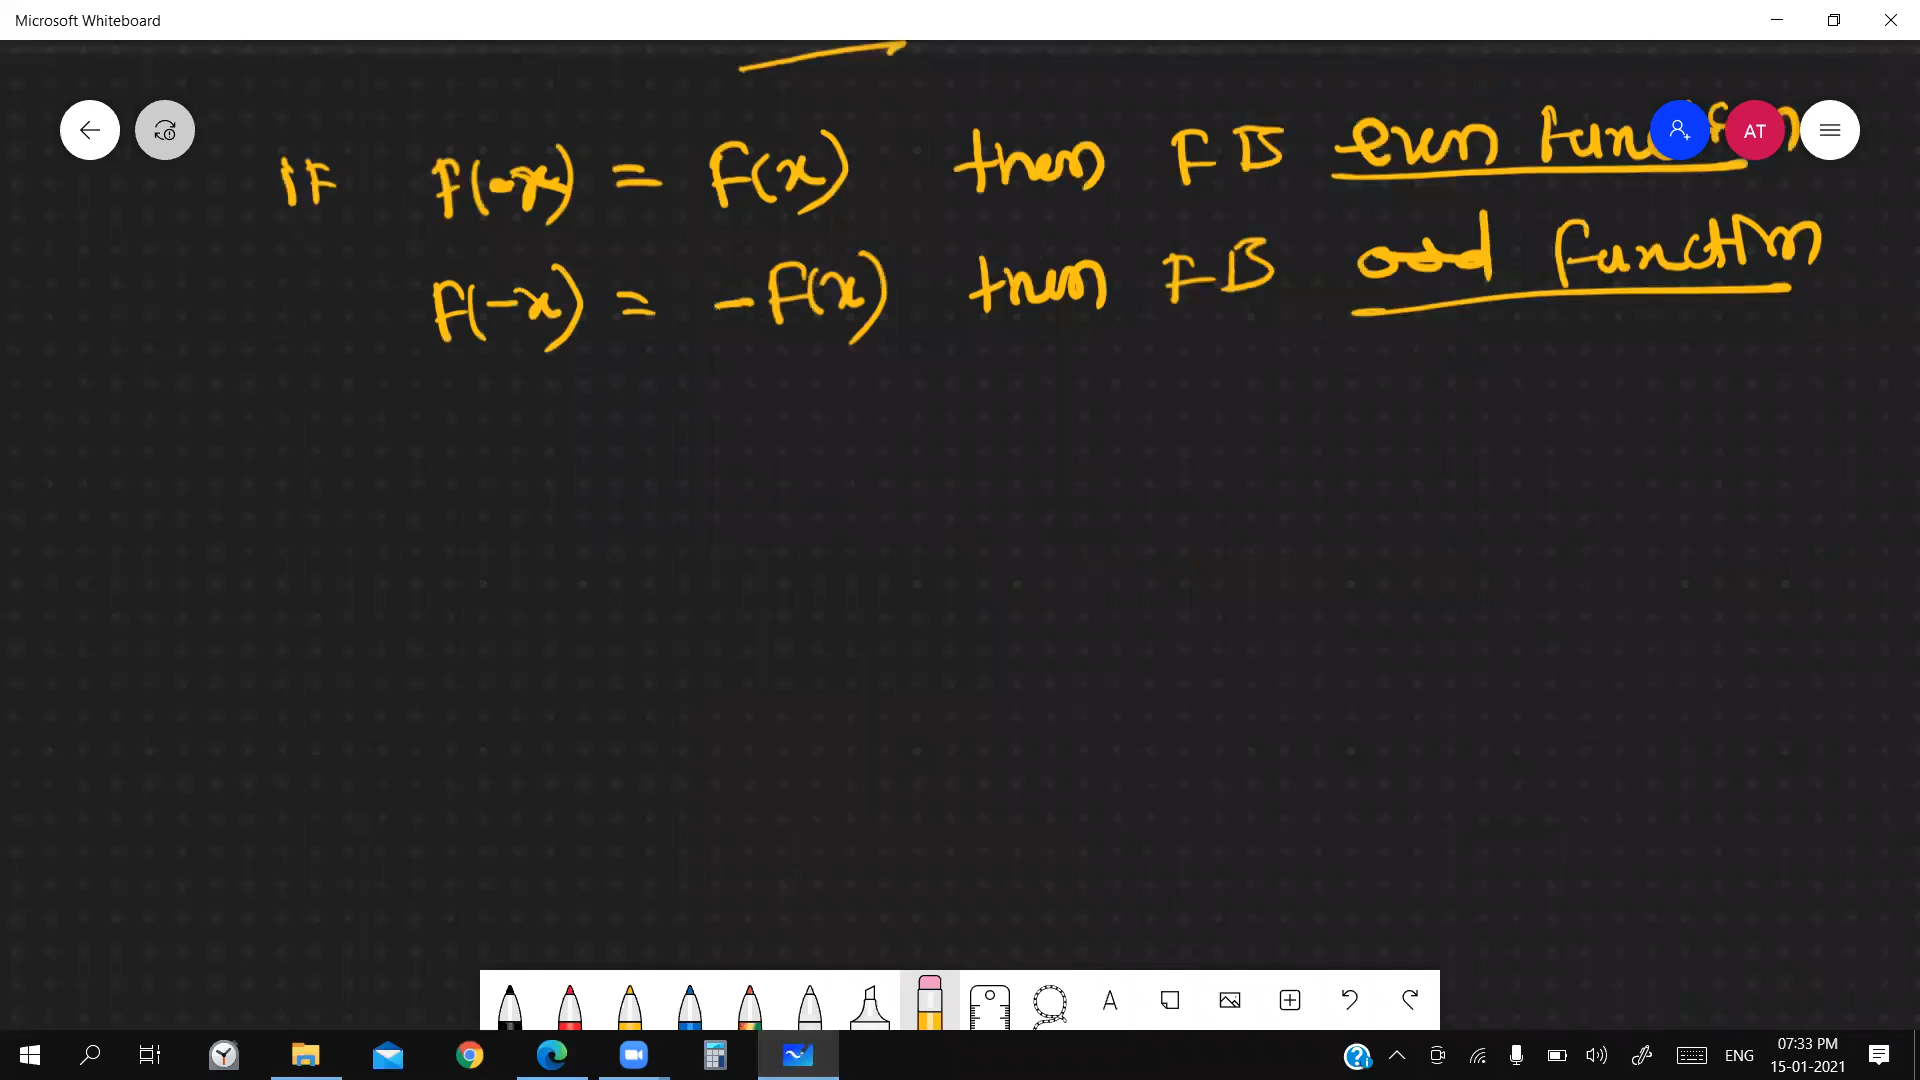 Microsoft Whiteboard
AT
if f(-x) = f(x) then f is even function
f(-x) = -f(x) then f is odd function
A
ENG
07:33 PM
15-01-2021